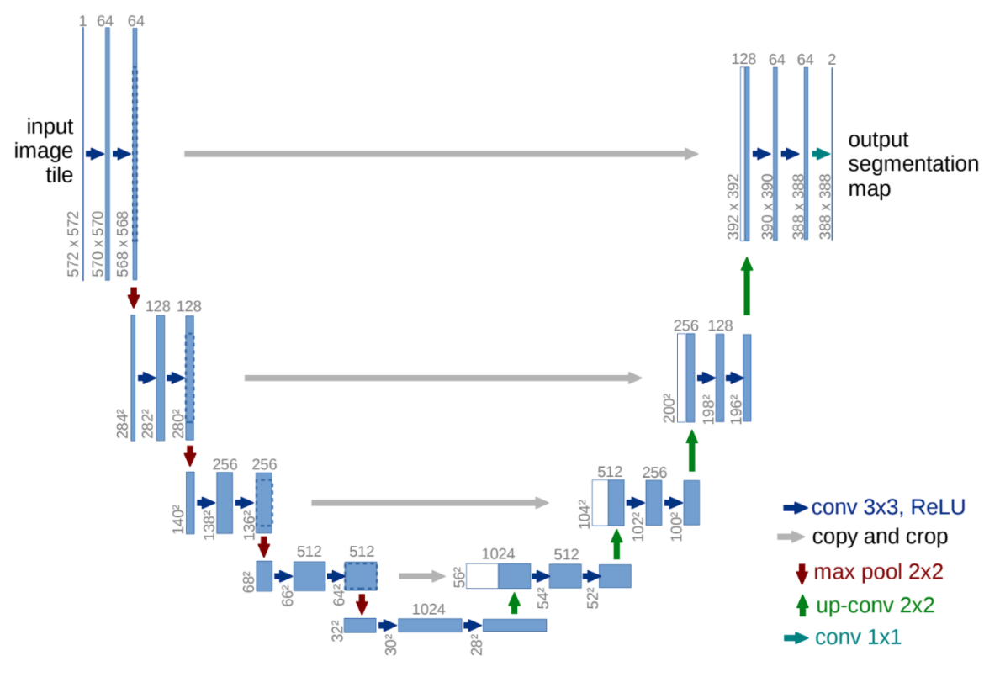 1 64 64
input
image
tile
572 x 572
570 x 570
568 x 568
128 64 64 2
output
segmentation
map
392 x 392
390 x 390
388 x 388
388 x 388
128 128
284²
282²
280²
256 128
200²
198²
196²
256 256
140²
138²
136²
512 256
104²
102²
100²
512 512
68²
66²
64²
1024 512
56²
54²
52²
1024
32²
30²
28²
conv 3x3, ReLU
copy and crop
max pool 2x2
up-conv 2x2
conv 1x1